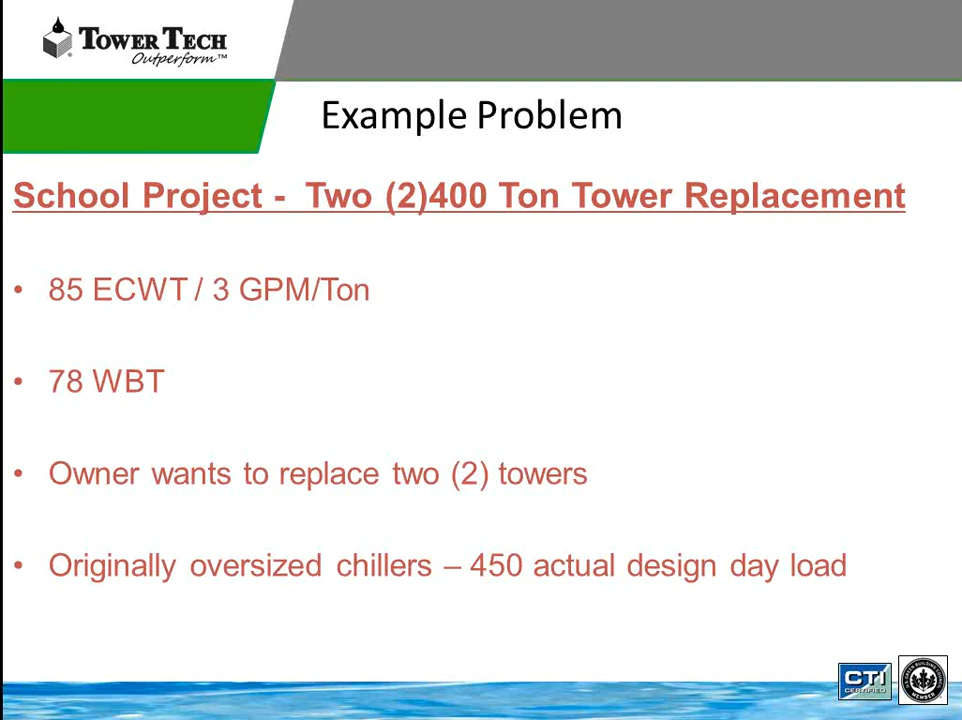 TOWER TECH
Outperform™
Example Problem
School Project - Two (2)400 Ton Tower Replacement
• 85 ECWT / 3 GPM/Ton
• 78 WBT
• Owner wants to replace two (2) towers
• Originally oversized chillers – 450 actual design day load
CTI
CERTIFIED
MEMBER